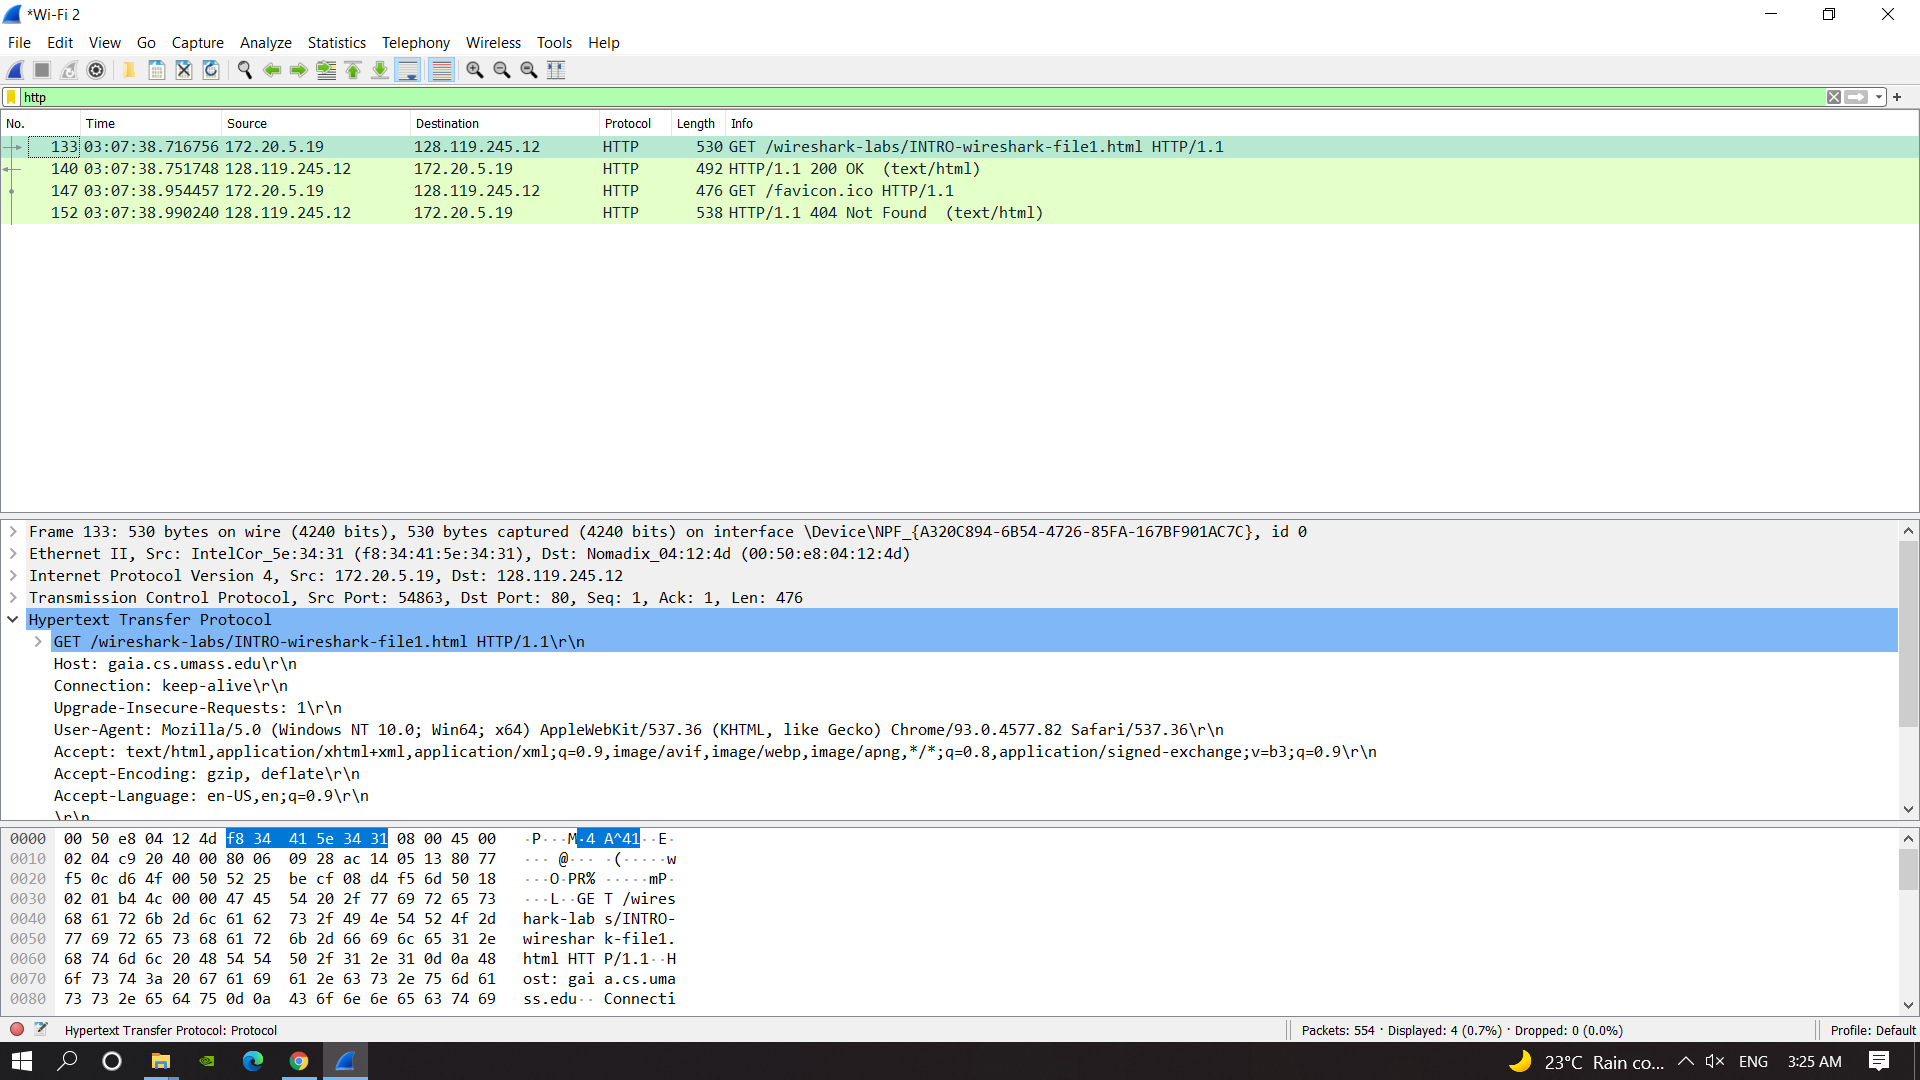 *Wi-Fi 2
File Edit View Go Capture Analyze Statistics Telephony Wireless Tools Help
http
No. Time Source Destination Protocol Length Info
133 03:07:38.716756 172.20.5.19 128.119.245.12 HTTP 530 GET /wireshark-labs/INTRO-wireshark-file1.html HTTP/1.1
140 03:07:38.751748 128.119.245.12 172.20.5.19 HTTP 492 HTTP/1.1 200 OK (text/html)
147 03:07:38.954457 172.20.5.19 128.119.245.12 HTTP 476 GET /favicon.ico HTTP/1.1
152 03:07:38.990240 128.119.245.12 172.20.5.19 HTTP 538 HTTP/1.1 404 Not Found (text/html)
Frame 133: 530 bytes on wire (4240 bits), 530 bytes captured (4240 bits) on interface \Device\NPF_{A320C894-6B54-4726-85FA-167BF901AC7C}, id 0
Ethernet II, Src: IntelCor_5e:34:31 (f8:34:41:5e:34:31), Dst: Nomadix_04:12:4d (00:50:e8:04:12:4d)
Internet Protocol Version 4, Src: 172.20.5.19, Dst: 128.119.245.12
Transmission Control Protocol, Src Port: 54863, Dst Port: 80, Seq: 1, Ack: 1, Len: 476
Hypertext Transfer Protocol
GET /wireshark-labs/INTRO-wireshark-file1.html HTTP/1.1\r\n
Host: gaia.cs.umass.edu\r\n
Connection: keep-alive\r\n
Upgrade-Insecure-Requests: 1\r\n
User-Agent: Mozilla/5.0 (Windows NT 10.0; Win64; x64) AppleWebKit/537.36 (KHTML, like Gecko) Chrome/93.0.4577.82 Safari/537.36\r\n
Accept: text/html,application/xhtml+xml,application/xml;q=0.9,image/avif,image/webp,image/apng,*/*;q=0.8,application/signed-exchange;v=b3;q=0.9\r\n
Accept-Encoding: gzip, deflate\r\n
Accept-Language: en-US,en;q=0.9\r\n
\r\n
0000 00 50 e8 04 12 4d f8 34 41 5e 34 31 08 00 45 00 ·P···M·4 A^41··E·
0010 02 04 c9 20 40 00 80 06 09 28 ac 14 05 13 80 77 ··· @··· ·(·····w
0020 f5 0c d6 4f 00 50 52 25 be cf 08 d4 f5 6d 50 18 ···O·PR% ·····mP·
0030 02 01 b4 4c 00 00 47 45 54 20 2f 77 69 72 65 73 ···L··GE T /wires
0040 68 61 72 6b 2d 6c 61 62 73 2f 49 4e 54 52 4f 2d hark-lab s/INTRO-
0050 77 69 72 65 73 68 61 72 6b 2d 66 69 6c 65 31 2e wireshar k-file1.
0060 68 74 6d 6c 20 48 54 54 50 2f 31 2e 31 0d 0a 48 html HTT P/1.1··H
0070 6f 73 74 3a 20 67 61 69 61 2e 63 73 2e 75 6d 61 ost: gai a.cs.uma
0080 73 73 2e 65 64 75 0d 0a 43 6f 6e 6e 65 63 74 69 ss.edu·· Connecti
Hypertext Transfer Protocol: Protocol Packets: 554 · Displayed: 4 (0.7%) · Dropped: 0 (0.0%) Profile: Default
23°C Rain co... ENG 3:25 AM